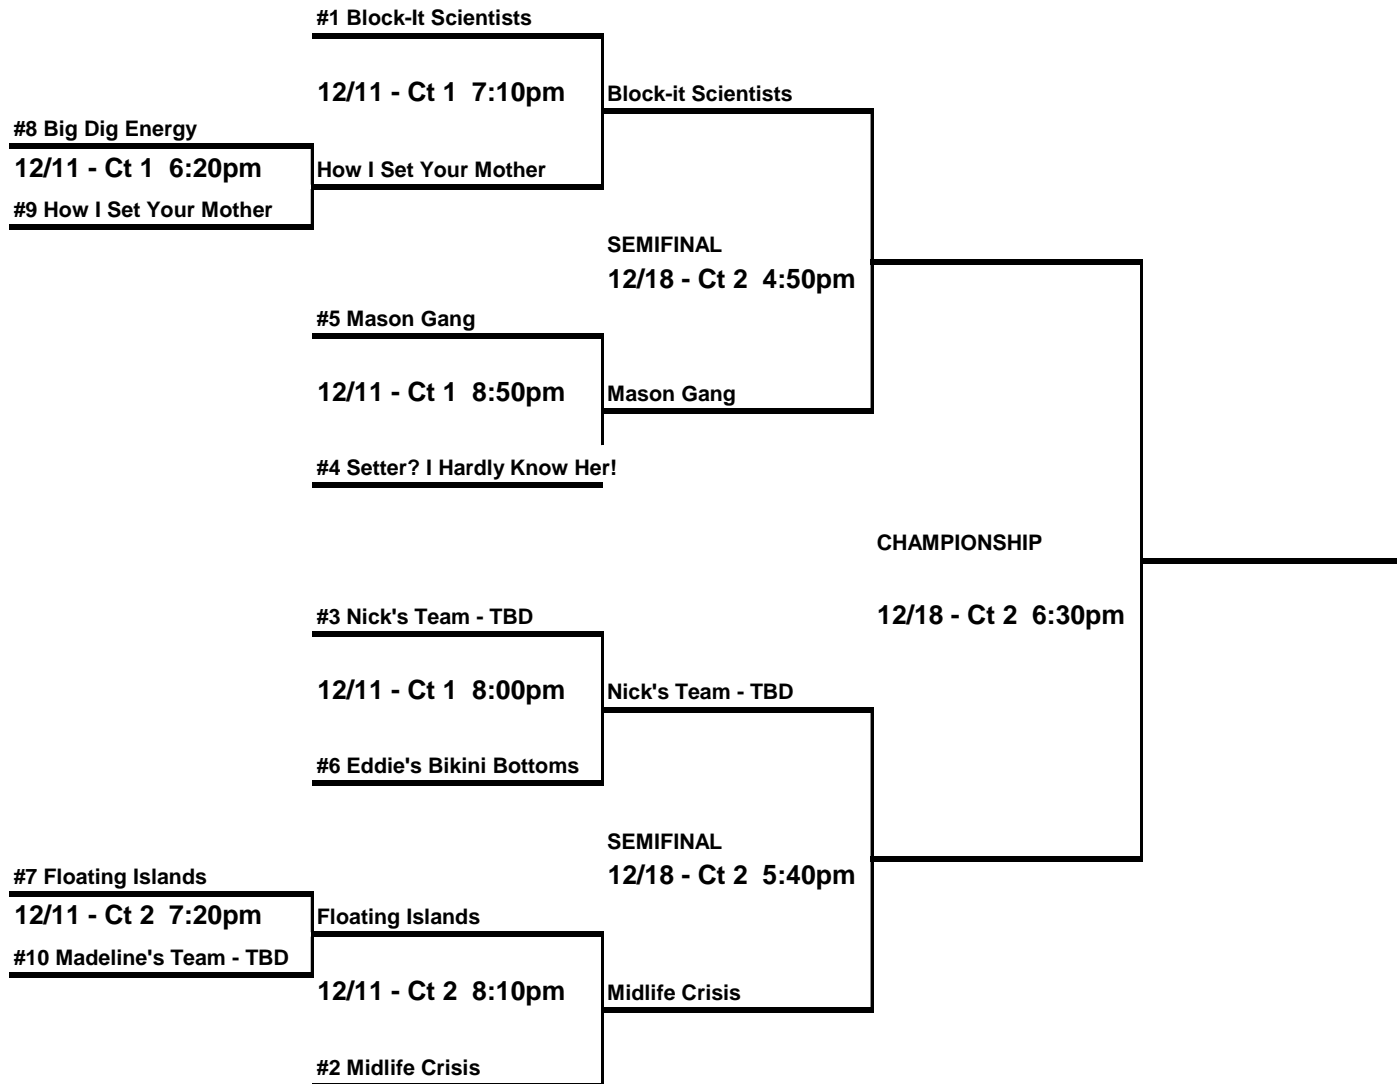 #1 Block-It Scientists
12/11 - Ct 1 7:10pm
Block-it Scientists
#8 Big Dig Energy
12/11 - Ct 1 6:20pm
How I Set Your Mother
#9 How I Set Your Mother
SEMIFINAL
12/18 - Ct 2 4:50pm
#5 Mason Gang
12/11 - Ct 1 8:50pm
Mason Gang
#4 Setter? I Hardly Know Her!
CHAMPIONSHIP
12/18 - Ct 2 6:30pm
#3 Nick's Team - TBD
12/11 - Ct 1 8:00pm
Nick's Team - TBD
#6 Eddie's Bikini Bottoms
SEMIFINAL
12/18 - Ct 2 5:40pm
#7 Floating Islands
12/11 - Ct 2 7:20pm
Floating Islands
#10 Madeline's Team - TBD
12/11 - Ct 2 8:10pm
Midlife Crisis
#2 Midlife Crisis